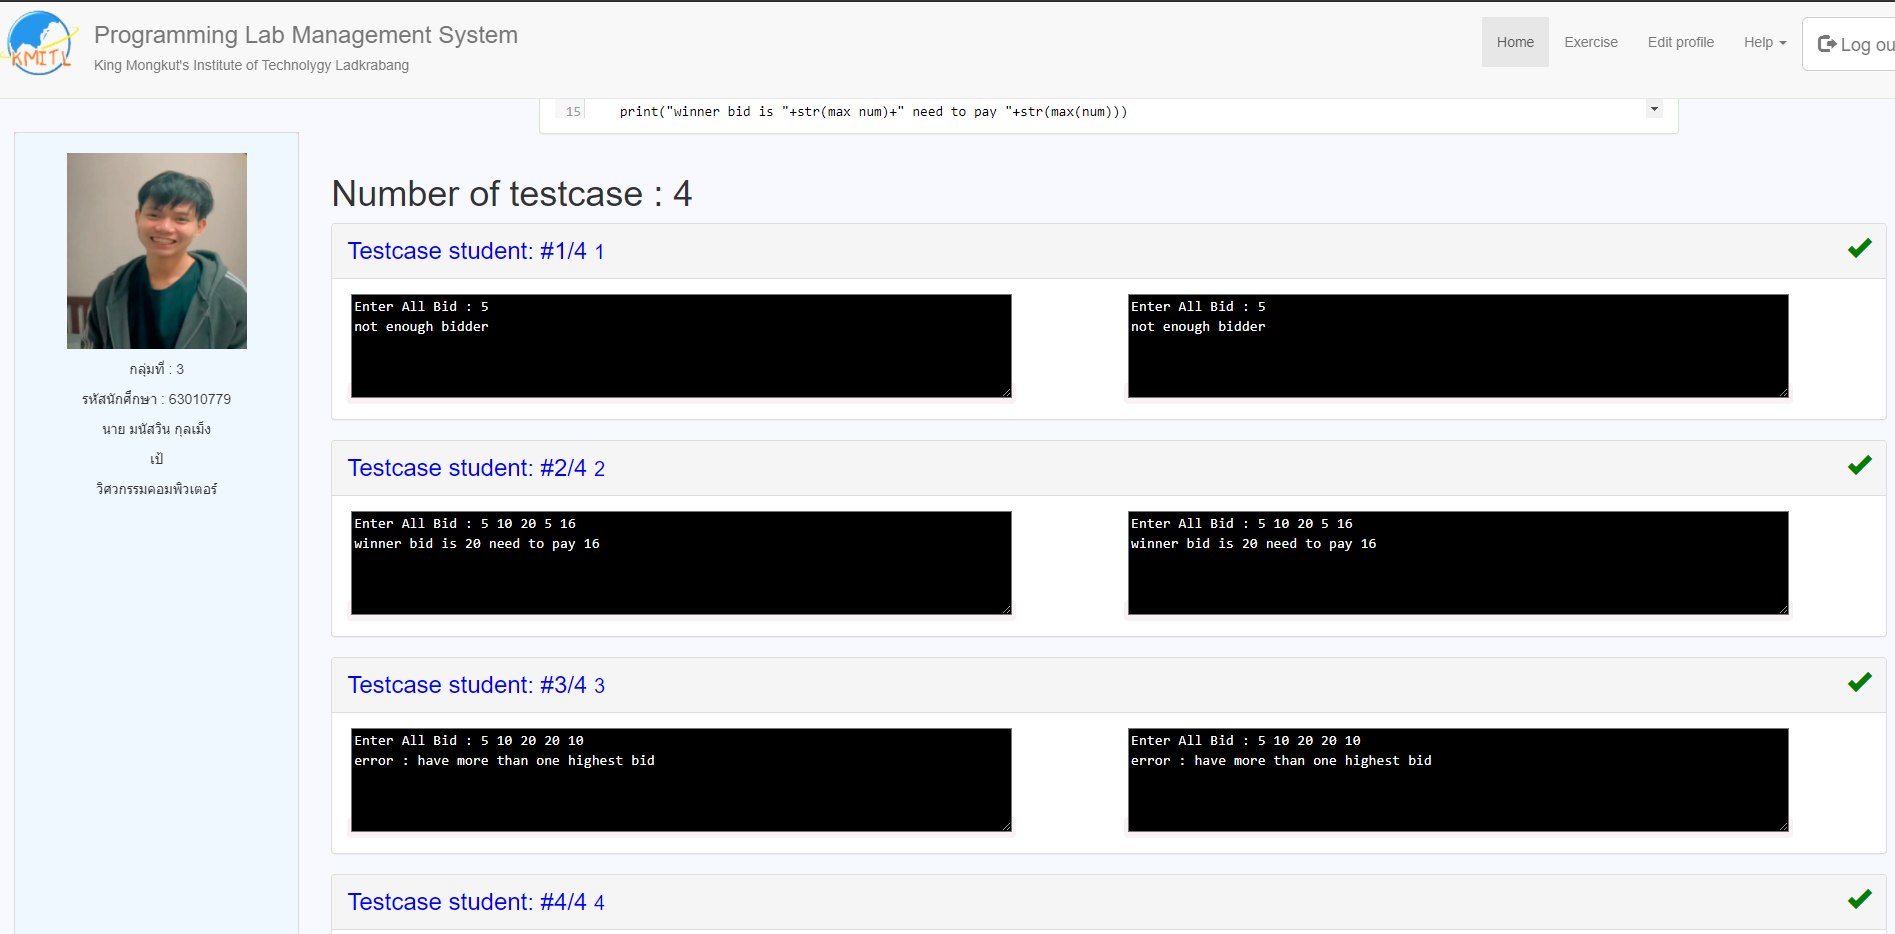 KMITL
Programming Lab Management System
King Mongkut's Institute of Technolygy Ladkrabang
Home
Exercise
Edit profile
Help
Log ou
15 print("winner bid is "+str(max num)+" need to pay "+str(max(num)))
กลุ่มที่ : 3
รหัสนักศึกษา : 63010779
นาย มนัสวิน กุลเม็ง
เป้
วิศวกรรมคอมพิวเตอร์
Number of testcase : 4
Testcase student: #1/4 1
Enter All Bid : 5
not enough bidder
Enter All Bid : 5
not enough bidder
Testcase student: #2/4 2
Enter All Bid : 5 10 20 5 16
winner bid is 20 need to pay 16
Enter All Bid : 5 10 20 5 16
winner bid is 20 need to pay 16
Testcase student: #3/4 3
Enter All Bid : 5 10 20 20 10
error : have more than one highest bid
Enter All Bid : 5 10 20 20 10
error : have more than one highest bid
Testcase student: #4/4 4